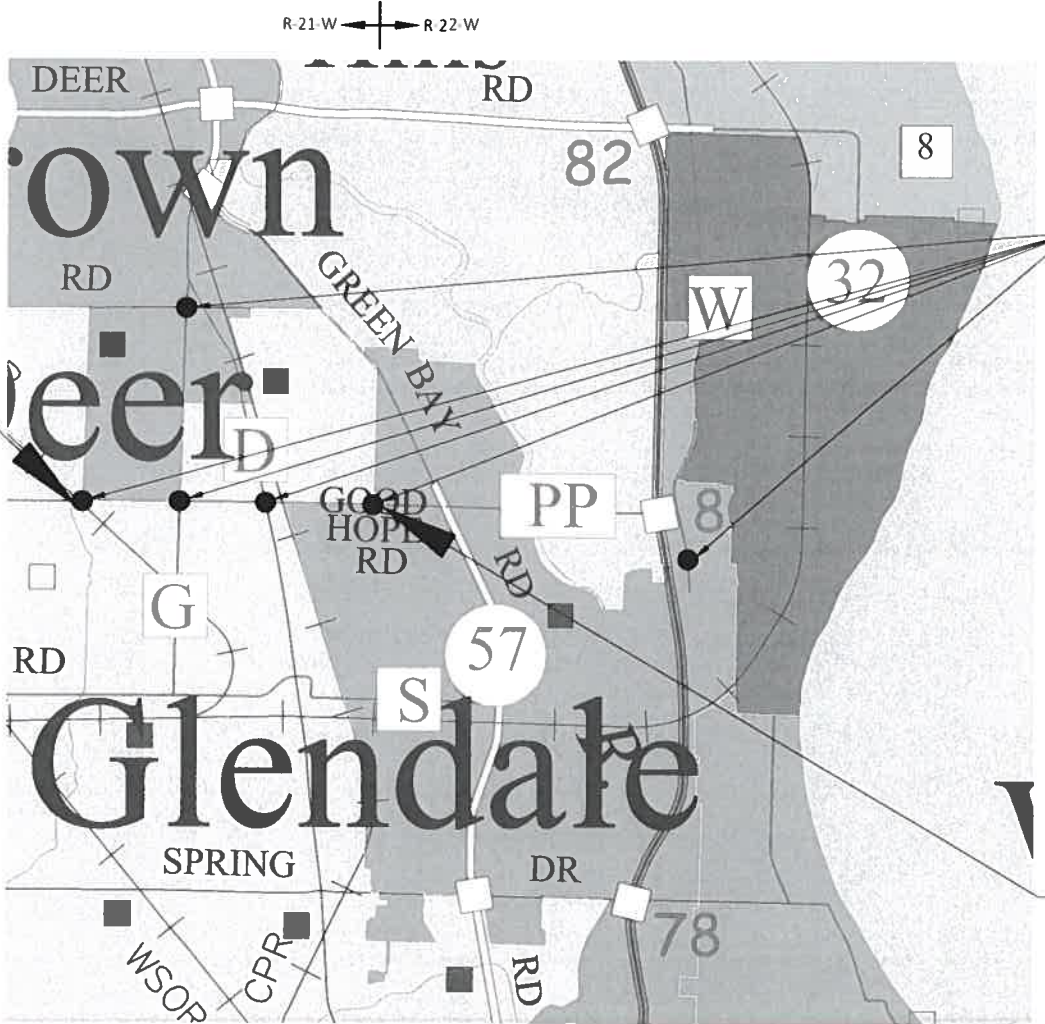 R-21-W R-22-W
DEER
RD
82
8
own
RD
GREEN BAY
W
32
eer
D
GOOD
HOPE
RD
PP
8
RD
G
RD
57
S
Glendale
R.
SPRING
DR
78
WSOR
CPR
RD